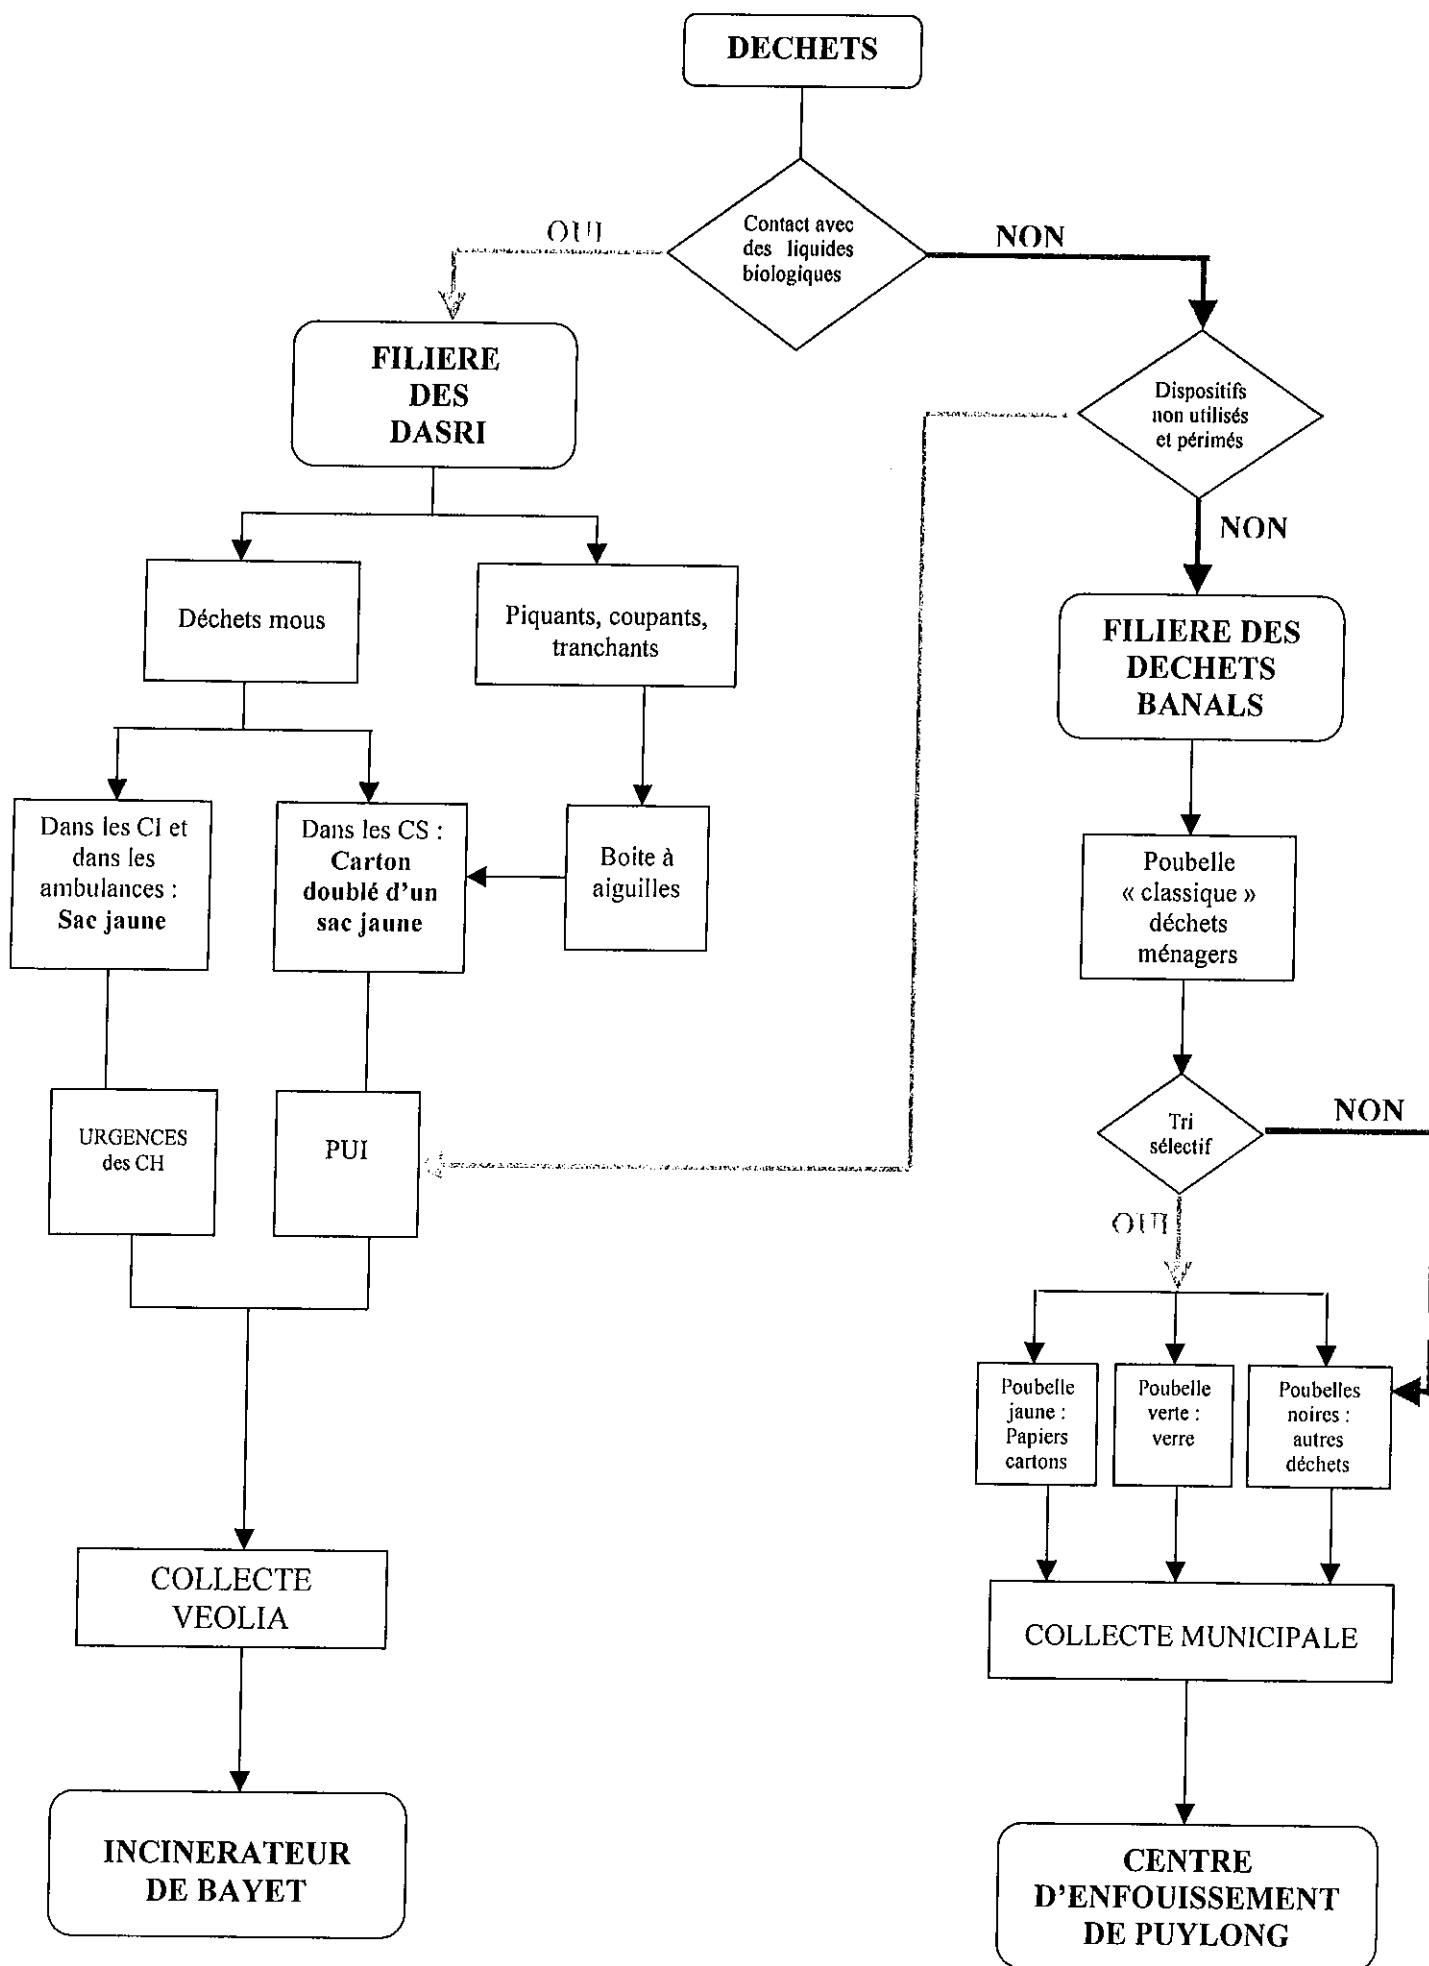 DECHETS
Contact avec
des liquides
biologiques
OUI
NON
FILIERE
DES
DASRI
Dispositifs
non utilisés
et périmés
NON
Déchets mous
Piquants, coupants,
tranchants
FILIERE DES
DECHETS
BANALS
Dans les CI et
dans les
ambulances :
Sac jaune
Dans les CS :
Carton
doublé d'un
sac jaune
Boite à
aiguilles
Poubelle
« classique »
déchets
ménagers
URGENCES
des CH
PUI
Tri
sélectif
NON
OUI
Poubelle
jaune :
Papiers
cartons
Poubelle
verte :
verre
Poubelles
noires :
autres
déchets
COLLECTE
VEOLIA
COLLECTE MUNICIPALE
INCINERATEUR
DE BAYET
CENTRE
D'ENFOUISSEMENT
DE PUYLONG